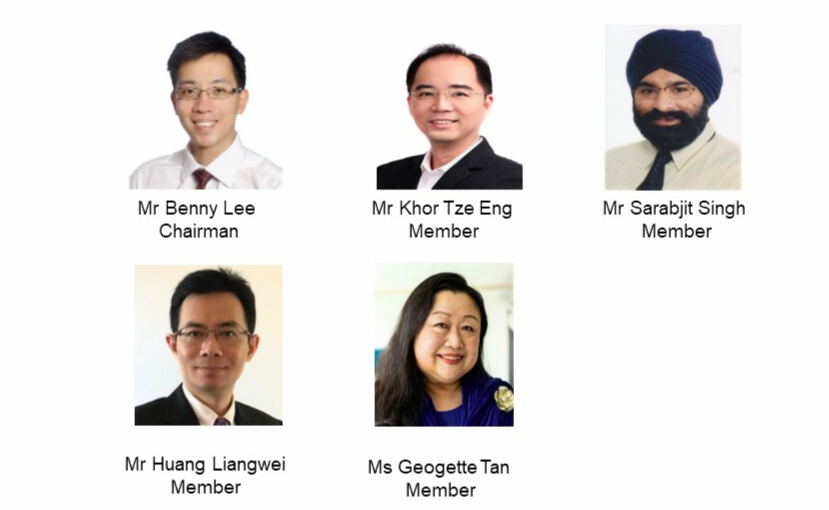 Mr Benny Lee
Chairman
Mr Khor Tze Eng
Member
Mr Sarabjit Singh
Member
Mr Huang Liangwei
Member
Ms Geogette Tan
Member